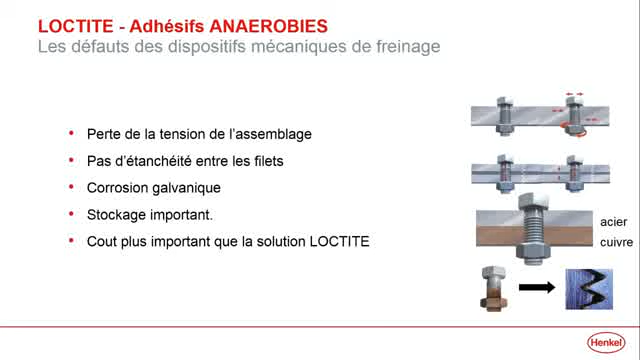 LOCTITE - Adhésifs ANAEROBIES
Les défauts des dispositifs mécaniques de freinage
• Perte de la tension de l'assemblage
• Pas d'étanchéité entre les filets
• Corrosion galvanique
• Stockage important.
• Cout plus important que la solution LOCTITE
acier
cuivre
Henkel